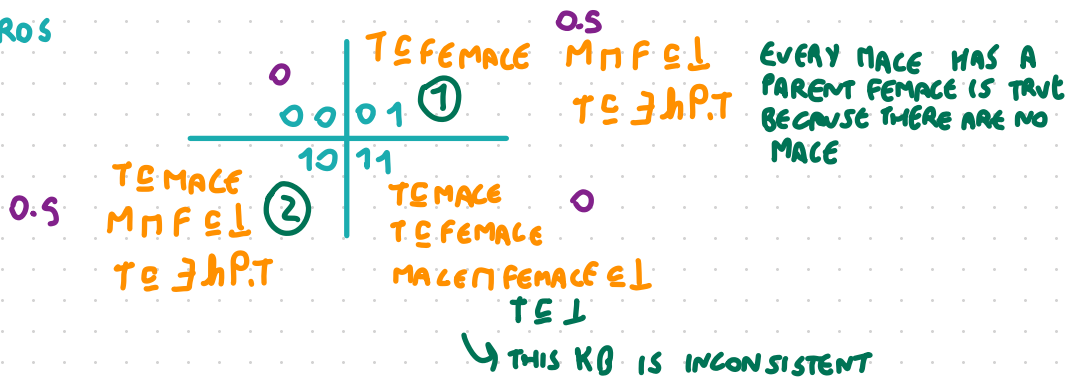 ROS
0
00
01
T ⊑ FEMALE
①
0.5
M ⊓ F ⊑ ⊥
T ⊑ ∃hP.T
EVERY MALE HAS A
PARENT FEMALE IS TRUE
BECAUSE THERE ARE NO
MALE
0.5
T ⊑ MALE
M ⊓ F ⊑ ⊥
T ⊑ ∃hP.T
②
10
11
T ⊑ MALE
T ⊑ FEMALE
MALE ⊓ FEMALE ⊑ ⊥
T ⊑ ⊥
0
↳ THIS KB IS INCONSISTENT